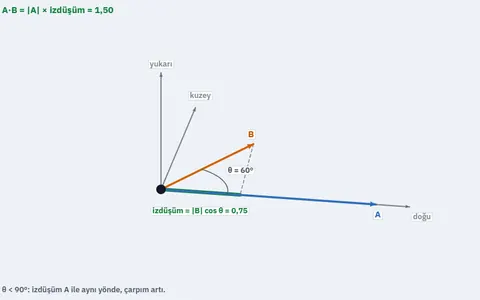 A·B = |A| × izdüşüm = 1,50
yukarı
kuzey
B
θ = 60°
izdüşüm = |B| cos θ = 0,75
A
doğu
θ < 90°: izdüşüm A ile aynı yönde, çarpım artı.